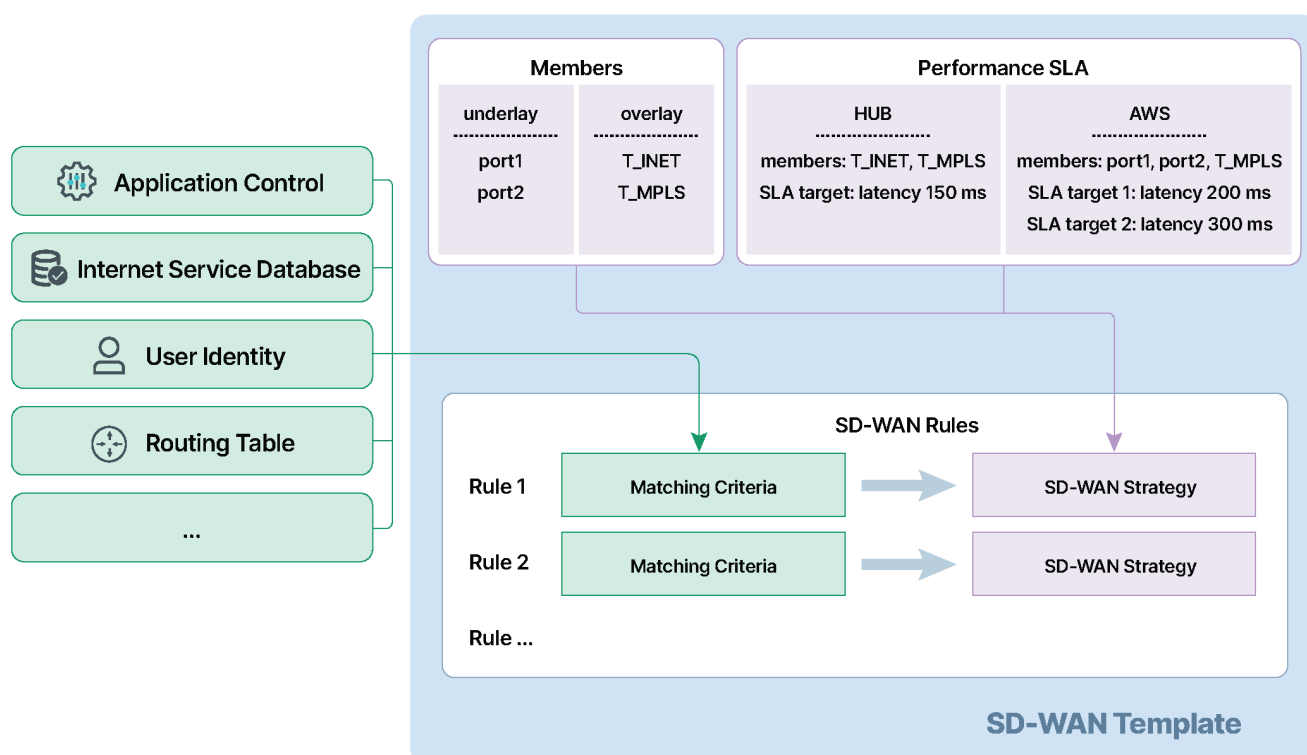 Members
underlay
port1
port2
overlay
T_INET
T_MPLS
Performance SLA
HUB
members: T_INET, T_MPLS
SLA target: latency 150 ms
AWS
members: port1, port2, T_MPLS
SLA target 1: latency 200 ms
SLA target 2: latency 300 ms
Application Control
Internet Service Database
User Identity
Routing Table
...
SD-WAN Rules
Rule 1
Matching Criteria
SD-WAN Strategy
Rule 2
Matching Criteria
SD-WAN Strategy
Rule ...
SD-WAN Template